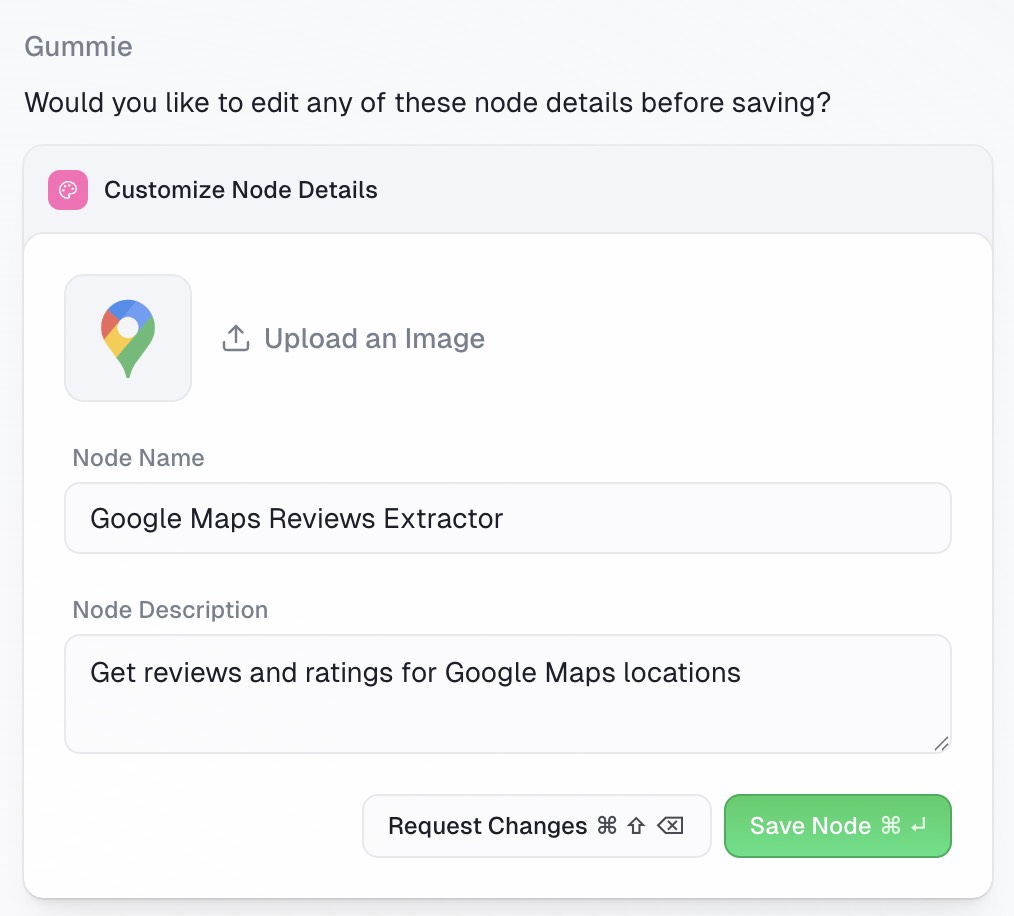 Gummie
Would you like to edit any of these node details before saving?
Customize Node Details
Upload an Image
Node Name
Google Maps Reviews Extractor
Node Description
Get reviews and ratings for Google Maps locations
Request Changes ⌘ ⇧ ⌫
Save Node ⌘ ↵